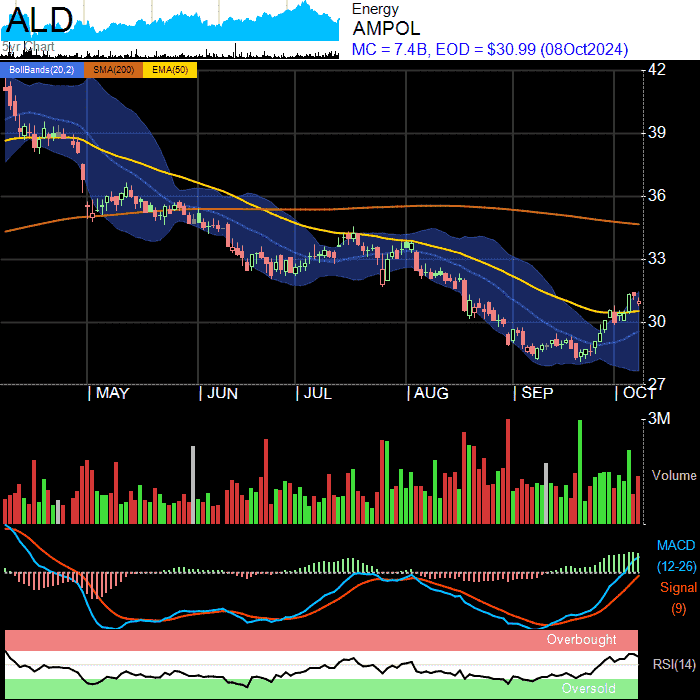 ALD
5yr Chart
Energy
AMPOL
MC = 7.4B, EOD = $30.99 (08Oct2024)
BollBands(20,2) SMA(200) EMA(50)
42
39
36
33
30
27
| MAY | JUN | JUL | AUG | SEP | OCT
3M
Volume
MACD
(12-26)
Signal
(9)
Overbought
RSI(14)
Oversold